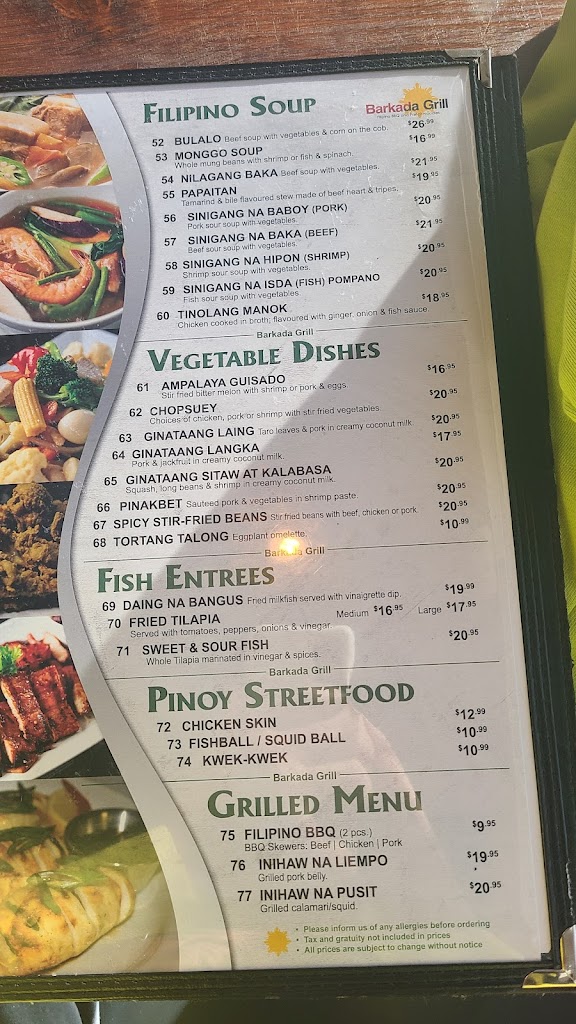 FILIPINO SOUP
Barkada Grill
52 BULALO Beef soup with vegetables & corn on the cob. $26.99
53 MONGGO SOUP $16.99
Whole mung beans with shrimp or fish & spinach.
54 NILAGANG BAKA Beef soup with vegetables. $21.95
55 PAPAITAN $19.95
Tamarind & bile flavoured stew made of beef heart & tripes.
56 SINIGANG NA BABOY (PORK) $20.95
Pork sour soup with vegetables.
57 SINIGANG NA BAKA (BEEF) $21.95
Beef sour soup with vegetables.
58 SINIGANG NA HIPON (SHRIMP) $20.95
Shrimp sour soup with vegetables.
59 SINIGANG NA ISDA (FISH) POMPANO $20.95
Fish sour soup with vegetables
60 TINOLANG MANOK $18.95
Chicken cooked in broth; flavoured with ginger, onion & fish sauce.
Barkada Grill
VEGETABLE DISHES
61 AMPALAYA GUISADO $16.95
Stir fried bitter melon with shrimp or pork & eggs.
62 CHOPSUEY $20.95
Choices of chicken, pork or shrimp with stir fried vegetables.
63 GINATAANG LAING Taro leaves & pork in creamy coconut milk. $20.95
64 GINATAANG LANGKA $17.95
Pork & jackfruit in creamy coconut milk.
65 GINATAANG SITAW AT KALABASA $20.95
Squash, long beans & shrimp in creamy coconut milk.
66 PINAKBET Sauteed pork & vegetables in shrimp paste. $20.95
67 SPICY STIR-FRIED BEANS Stir fried beans with beef, chicken or pork. $20.95
68 TORTANG TALONG Eggplant omelette. $10.99
Barkada Grill
FISH ENTREES
69 DAING NA BANGUS Fried milkfish served with vinaigrette dip. $19.99
70 FRIED TILAPIA Medium $16.95 Large $17.95
Served with tomatoes, peppers, onions & vinegar.
71 SWEET & SOUR FISH $20.95
Whole Tilapia marinated in vinegar & spices.
Barkada Grill
PINOY STREETFOOD
72 CHICKEN SKIN $12.99
73 FISHBALL / SQUID BALL $10.99
74 KWEK-KWEK $10.99
Barkada Grill
GRILLED MENU
75 FILIPINO BBQ (2 pcs.) $9.95
BBQ Skewers: Beef | Chicken | Pork
76 INIHAW NA LIEMPO $19.95
Grilled pork belly.
77 INIHAW NA PUSIT $20.95
Grilled calamari/squid.
• Please inform us of any allergies before ordering
• Tax and gratuity not included in prices
• All prices are subject to change without notice